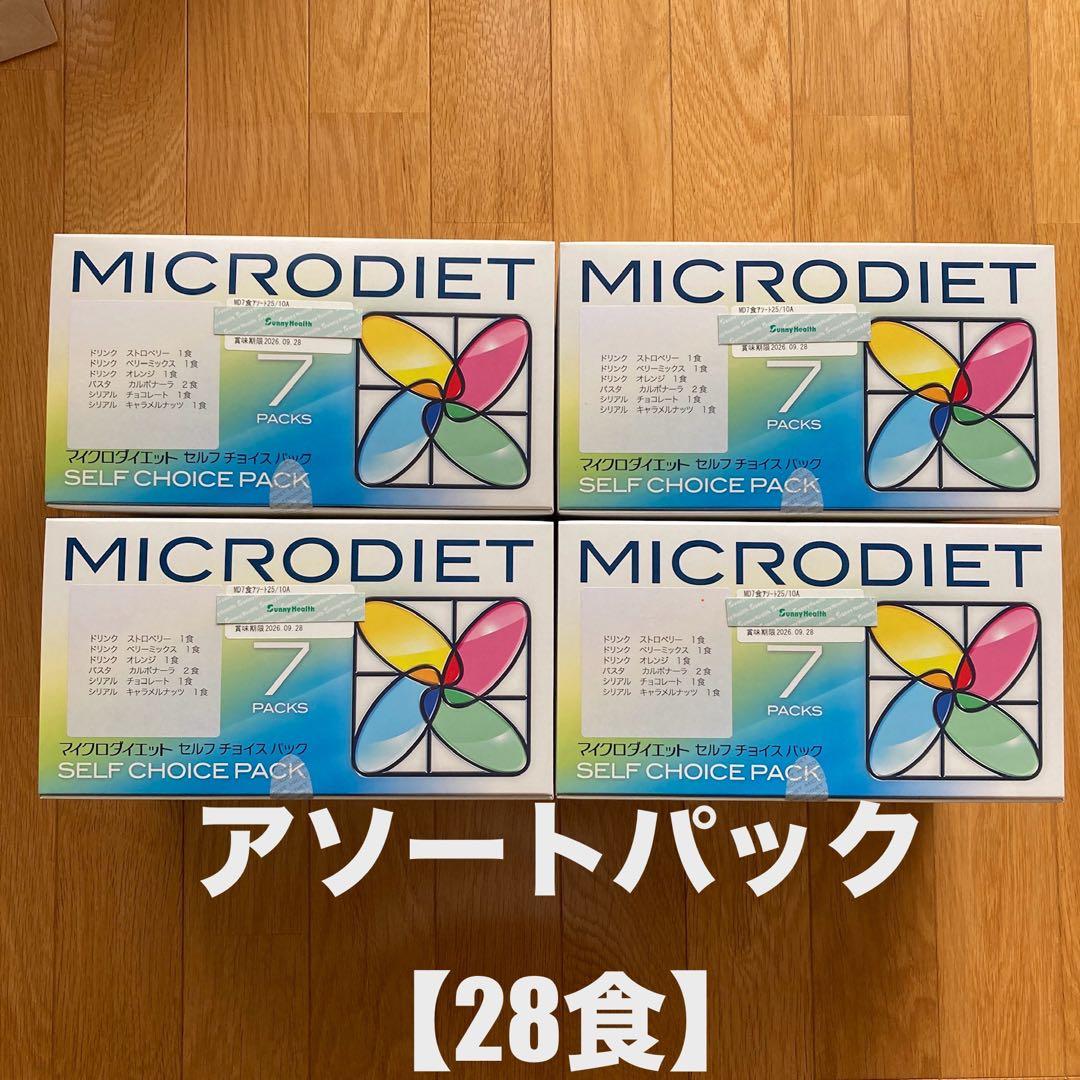 MICRODIET
MD7食アソート25/10A
SunnyHealth
賞味期限 2026.09.28
ドリンク ストロベリー 1食
ドリンク ベリーミックス 1食
ドリンク オレンジ 1食
パスタ カルボナーラ 2食
シリアル チョコレート 1食
シリアル キャラメルナッツ 1食
7
PACKS
マイクロダイエット セルフ チョイス パック
SELF CHOICE PACK
MICRODIET
MD7食アソート25/10A
SunnyHealth
賞味期限 2026.09.28
ドリンク ストロベリー 1食
ドリンク ベリーミックス 1食
ドリンク オレンジ 1食
パスタ カルボナーラ 2食
シリアル チョコレート 1食
シリアル キャラメルナッツ 1食
7
PACKS
マイクロダイエット セルフ チョイス パック
SELF CHOICE PACK
MICRODIET
MD7食アソート25/10A
SunnyHealth
賞味期限 2026.09.28
ドリンク ストロベリー 1食
ドリンク ベリーミックス 1食
ドリンク オレンジ 1食
パスタ カルボナーラ 2食
シリアル チョコレート 1食
シリアル キャラメルナッツ 1食
7
PACKS
マイクロダイエット セルフ チョイス パック
SELF CHOICE PACK
MICRODIET
MD7食アソート25/10A
SunnyHealth
賞味期限 2026.09.28
ドリンク ストロベリー 1食
ドリンク ベリーミックス 1食
ドリンク オレンジ 1食
パスタ カルボナーラ 2食
シリアル チョコレート 1食
シリアル キャラメルナッツ 1食
7
PACKS
マイクロダイエット セルフ チョイス パック
SELF CHOICE PACK
アソートパック
【28食】